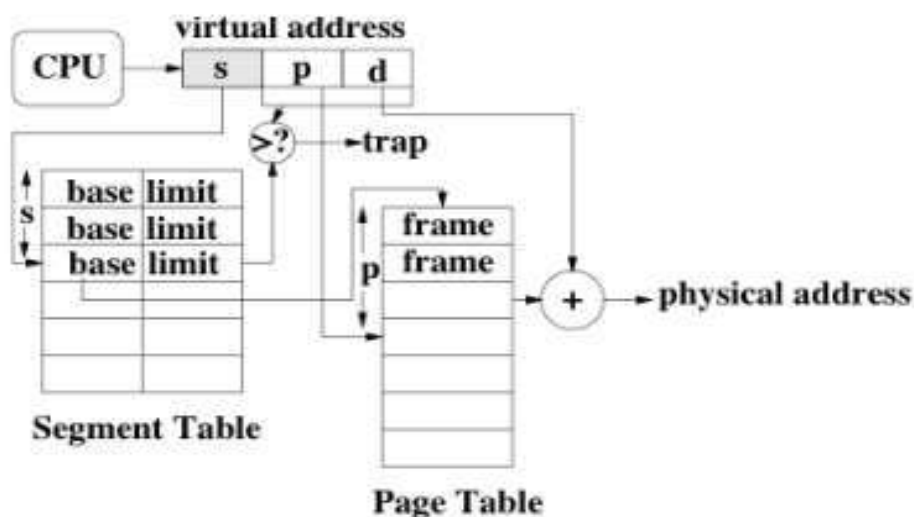 virtual address
CPU
s p d
>?
trap
s
base limit
base limit
base limit
frame
frame
p
+
physical address
Segment Table
Page Table